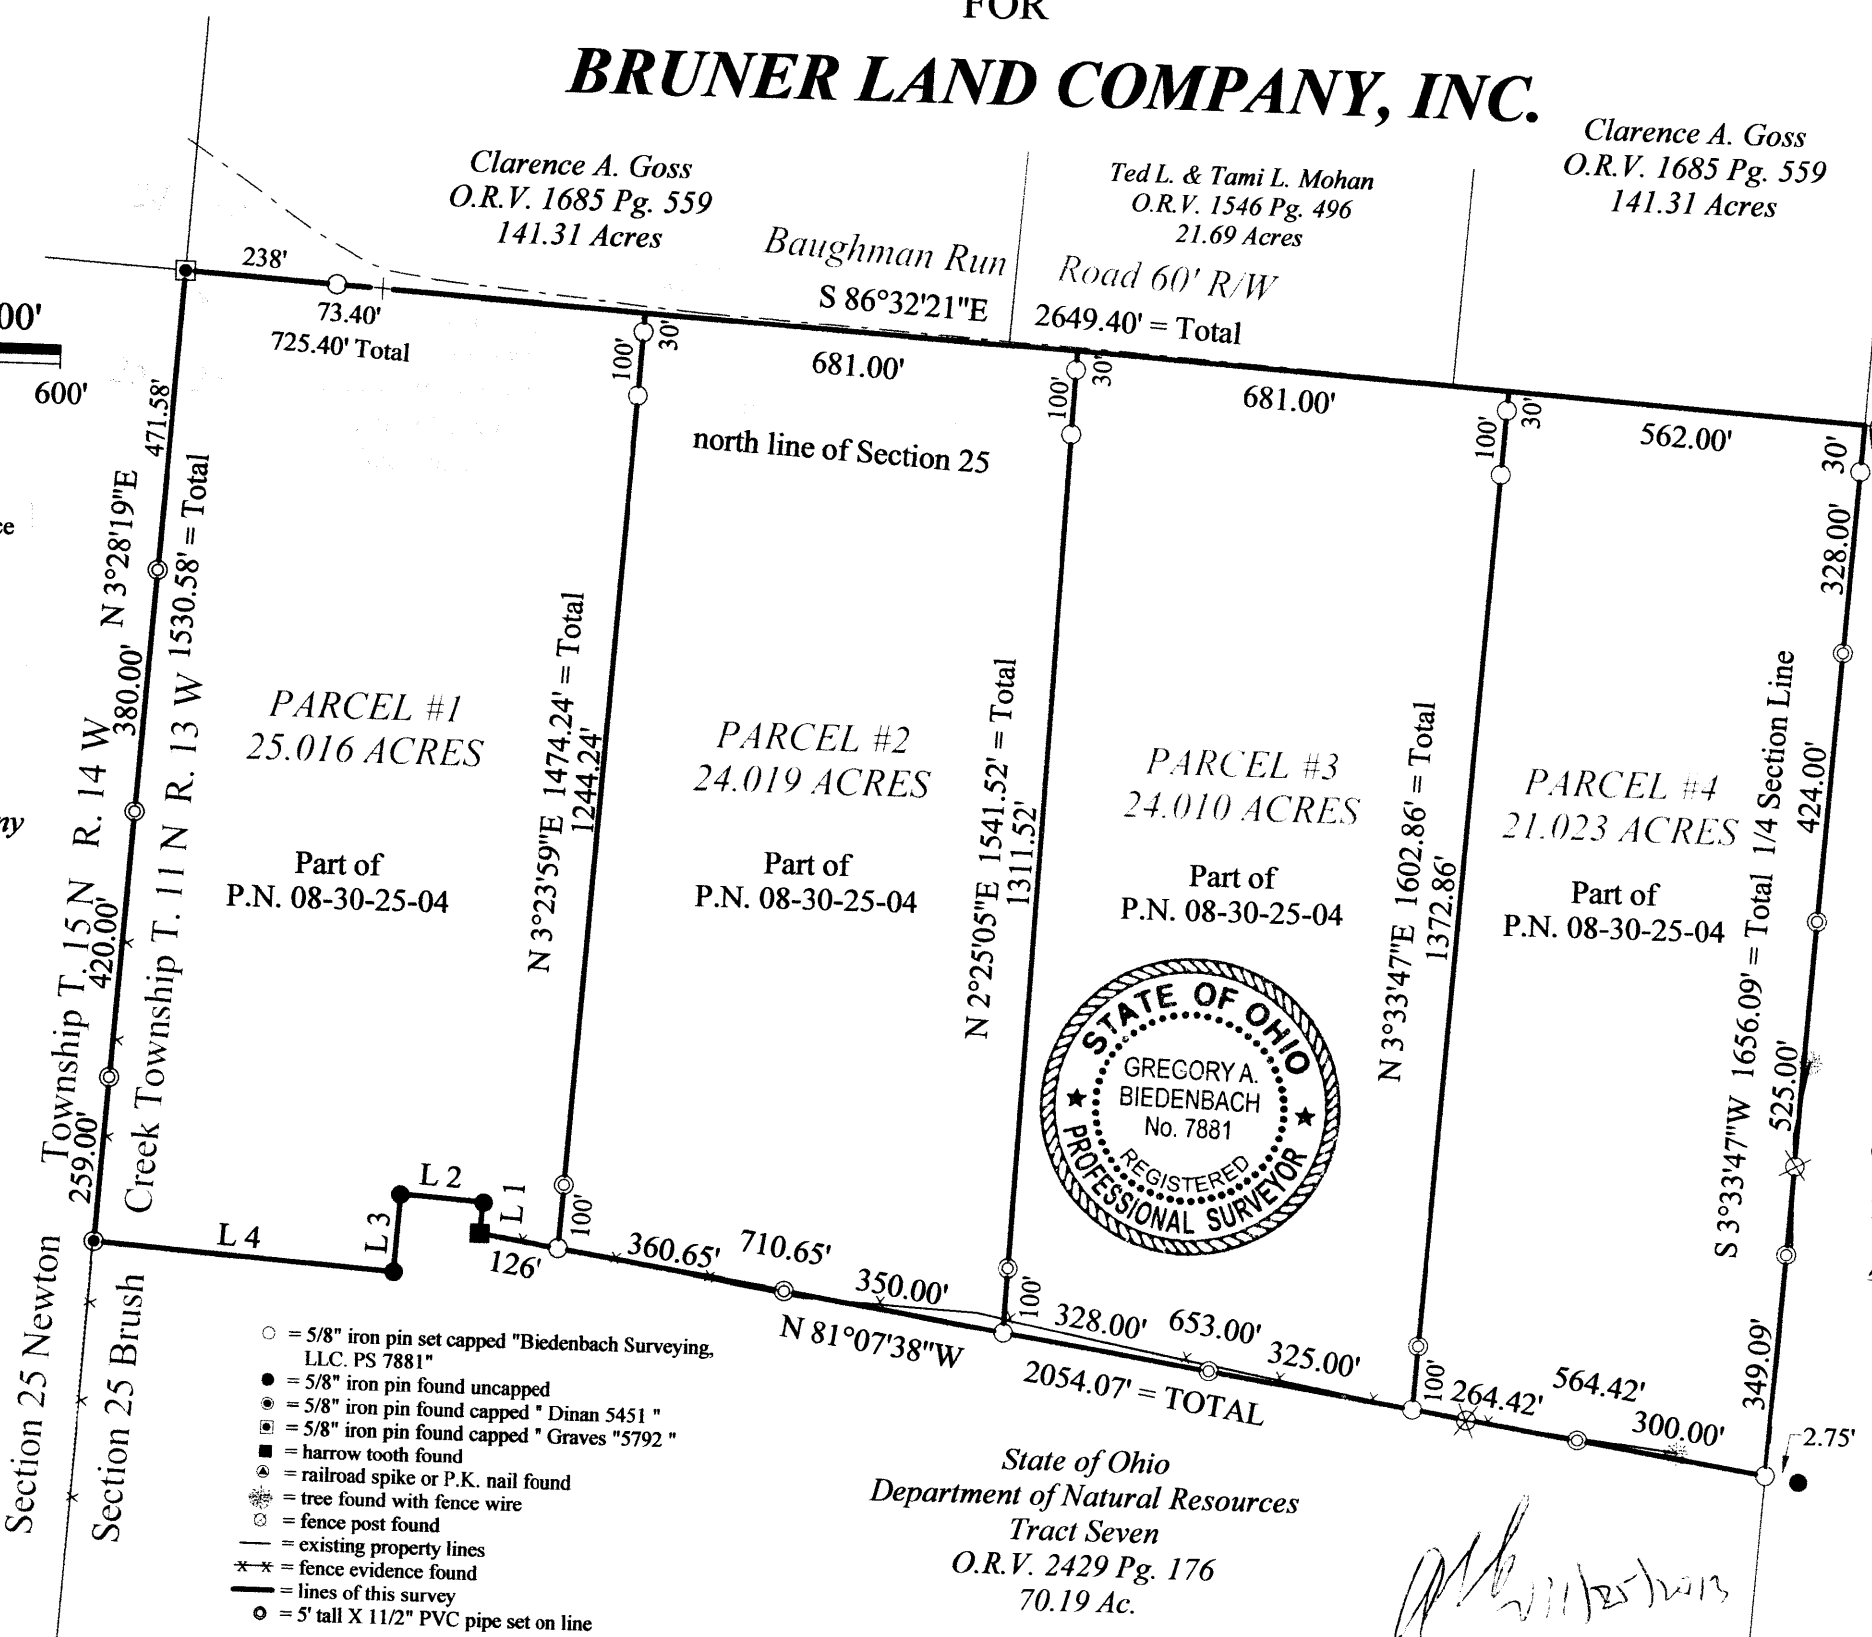 FOR
BRUNER LAND COMPANY, INC.
Clarence A. Goss
O.R.V. 1685 Pg. 559
141.31 Acres
Ted L. & Tami L. Mohan
O.R.V. 1546 Pg. 496
21.69 Acres
Clarence A. Goss
O.R.V. 1685 Pg. 559
141.31 Acres
Baughman Run Road 60' R/W
S 86°32'21"E 2649.40' = Total
00'
600'
238'
73.40'
725.40' Total
30'
100'
681.00'
30'
100'
681.00'
30'
100'
562.00'
30'
north line of Section 25
471.58'
N 3°28'19"E 1530.58' = Total
380.00'
420.00'
259.00'
Township T. 15 N R. 14 W
Creek Township T. 11 N R. 13 W
Section 25 Newton
Section 25 Brush
PARCEL #1
25.016 ACRES
Part of
P.N. 08-30-25-04
N 3°23'59"E 1474.24' = Total
1244.24'
PARCEL #2
24.019 ACRES
Part of
P.N. 08-30-25-04
N 2°25'05"E 1541.52' = Total
1311.52'
PARCEL #3
24.010 ACRES
Part of
P.N. 08-30-25-04
N 3°33'47"E 1602.86' = Total
1372.86'
PARCEL #4
21.023 ACRES
Part of
P.N. 08-30-25-04
S 3°33'47"W 1656.09' = Total 1/4 Section Line
328.00'
424.00'
525.00'
349.09'
2.75'
STATE OF OHIO
GREGORY A.
BIEDENBACH
No. 7881
REGISTERED
PROFESSIONAL SURVEYOR
L 4
L 3
L 2
L 1
126'
100'
360.65'
710.65'
350.00'
100'
328.00'
653.00'
325.00'
100'
264.42'
564.42'
300.00'
N 81°07'38"W
2054.07' = TOTAL
= 5/8" iron pin set capped "Biedenbach Surveying,
LLC. PS 7881"
= 5/8" iron pin found uncapped
= 5/8" iron pin found capped " Dinan 5451 "
= 5/8" iron pin found capped " Graves "5792 "
= harrow tooth found
= railroad spike or P.K. nail found
= tree found with fence wire
= fence post found
= existing property lines
x x = fence evidence found
= lines of this survey
= 5' tall X 11/2" PVC pipe set on line
State of Ohio
Department of Natural Resources
Tract Seven
O.R.V. 2429 Pg. 176
70.19 Ac.
11/25/2013